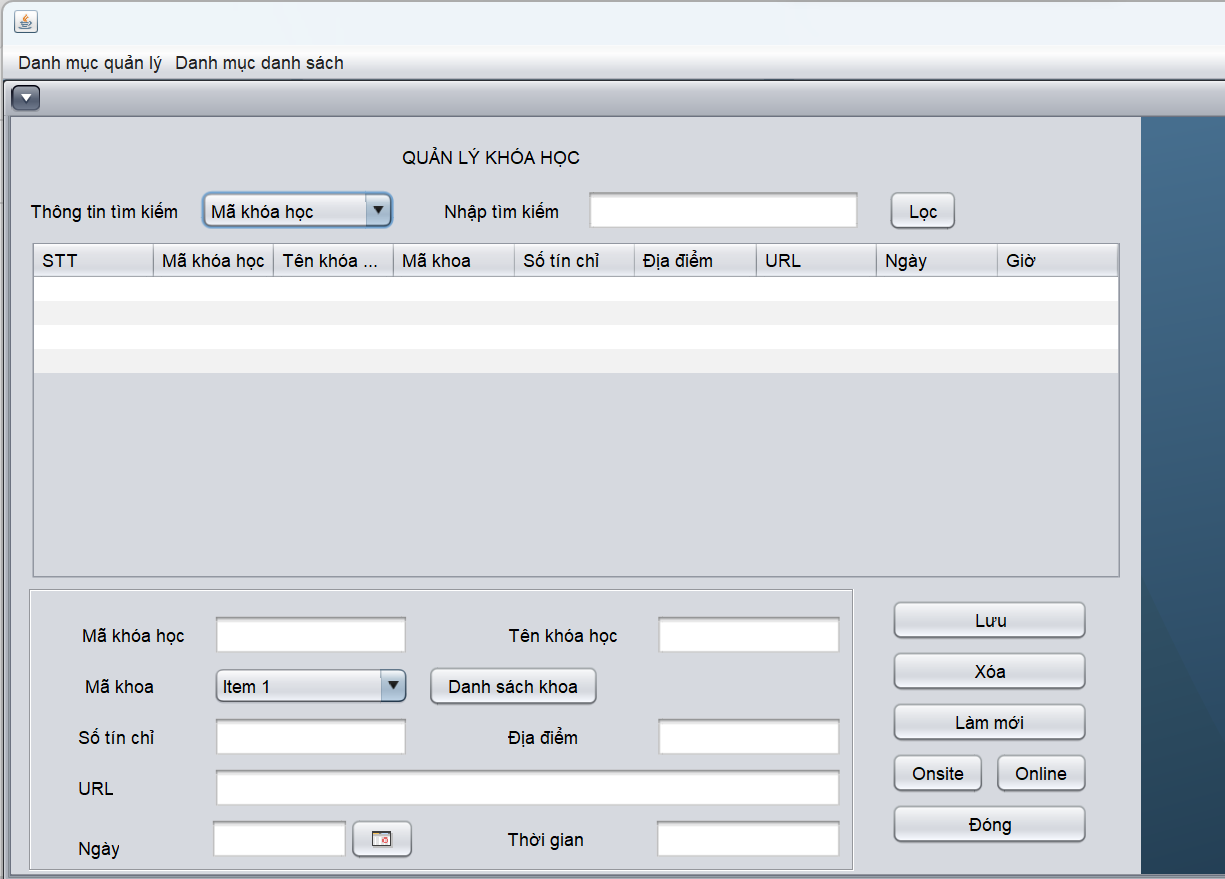 Danh mục quản lý Danh mục danh sách
QUẢN LÝ KHÓA HỌC
Thông tin tìm kiếm Mã khóa học Nhập tìm kiếm Lọc
STT Mã khóa học Tên khóa ... Mã khoa Số tín chỉ Địa điểm URL Ngày Giờ
Mã khóa học Tên khóa học
Mã khoa Item 1 Danh sách khoa
Số tín chỉ Địa điểm
URL
Ngày Thời gian
Lưu
Xóa
Làm mới
Onsite Online
Đóng